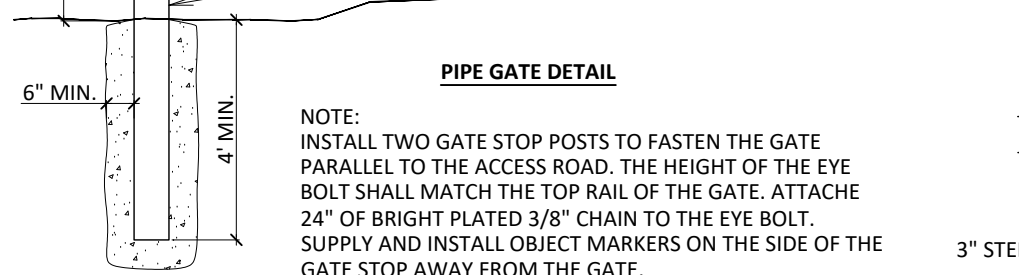 PIPE GATE DETAIL
6" MIN.
4' MIN.
NOTE:
INSTALL TWO GATE STOP POSTS TO FASTEN THE GATE
PARALLEL TO THE ACCESS ROAD. THE HEIGHT OF THE EYE
BOLT SHALL MATCH THE TOP RAIL OF THE GATE. ATTACHE
24" OF BRIGHT PLATED 3/8" CHAIN TO THE EYE BOLT.
SUPPLY AND INSTALL OBJECT MARKERS ON THE SIDE OF THE
GATE STOP AWAY FROM THE GATE.
3"